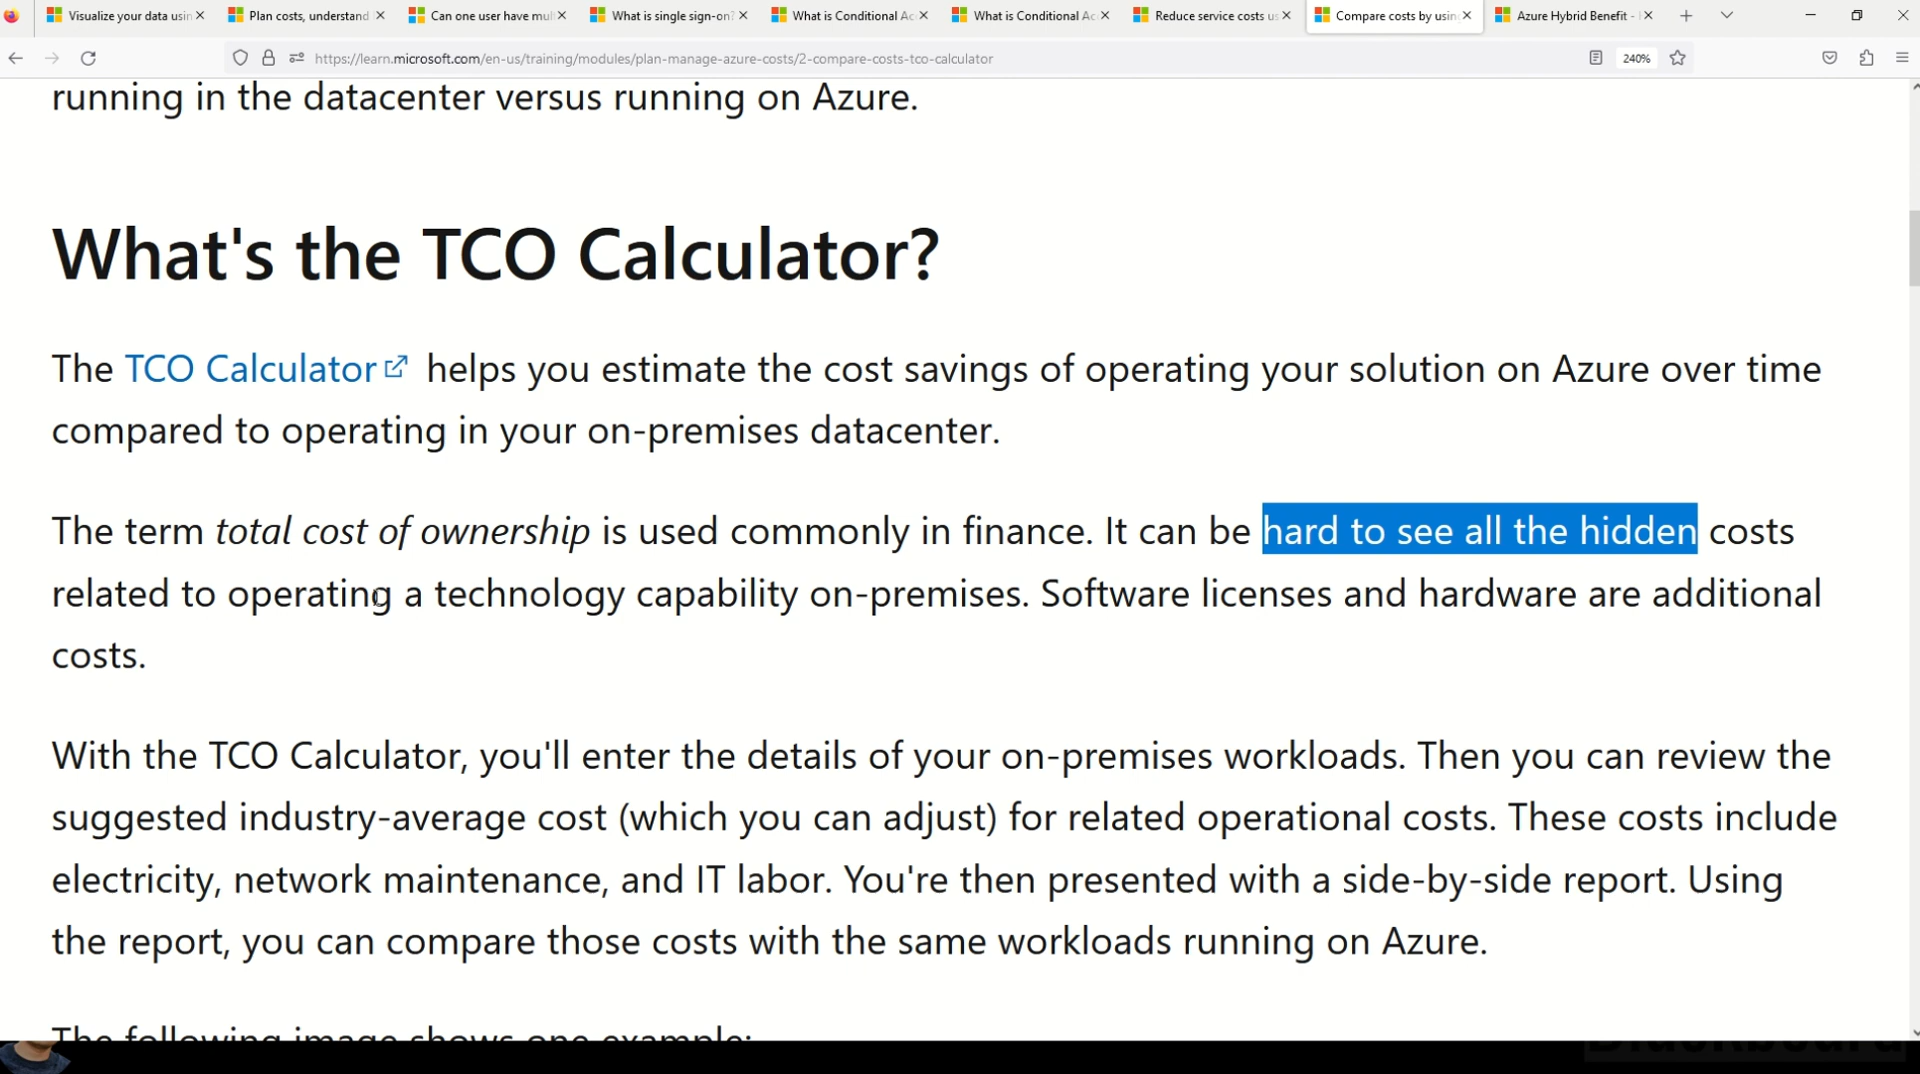 Visualize your data usin
Plan costs, understand
Can one user have mul
What is single sign-on?
What is Conditional Ac
What is Conditional Ac
Reduce service costs us
Compare costs by usin
Azure Hybrid Benefit -
https://learn.microsoft.com/en-us/training/modules/plan-manage-azure-costs/2-compare-costs-tco-calculator
240%
running in the datacenter versus running on Azure.
What's the TCO Calculator?
The TCO Calculator helps you estimate the cost savings of operating your solution on Azure over time
compared to operating in your on-premises datacenter.
The term total cost of ownership is used commonly in finance. It can be hard to see all the hidden costs
related to operating a technology capability on-premises. Software licenses and hardware are additional
costs.
With the TCO Calculator, you'll enter the details of your on-premises workloads. Then you can review the
suggested industry-average cost (which you can adjust) for related operational costs. These costs include
electricity, network maintenance, and IT labor. You're then presented with a side-by-side report. Using
the report, you can compare those costs with the same workloads running on Azure.
The following image shows one example: